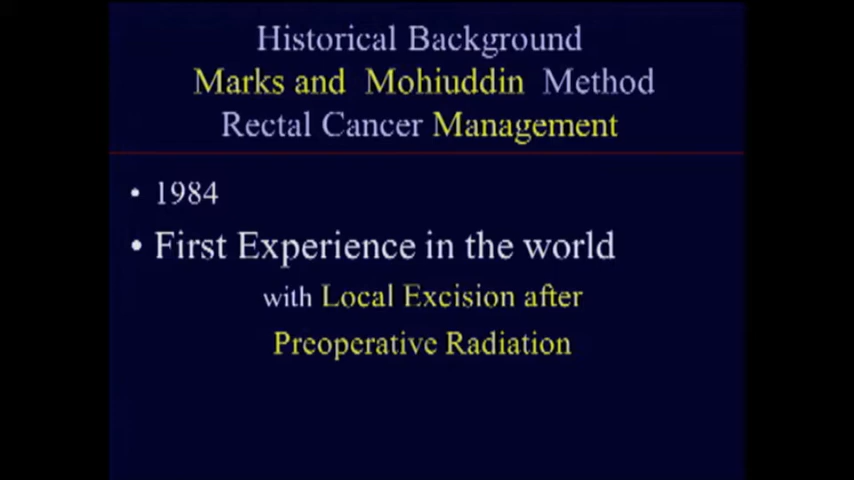 Historical Background
Marks and Mohiuddin Method
Rectal Cancer Management
• 1984
• First Experience in the world
with Local Excision after
Preoperative Radiation